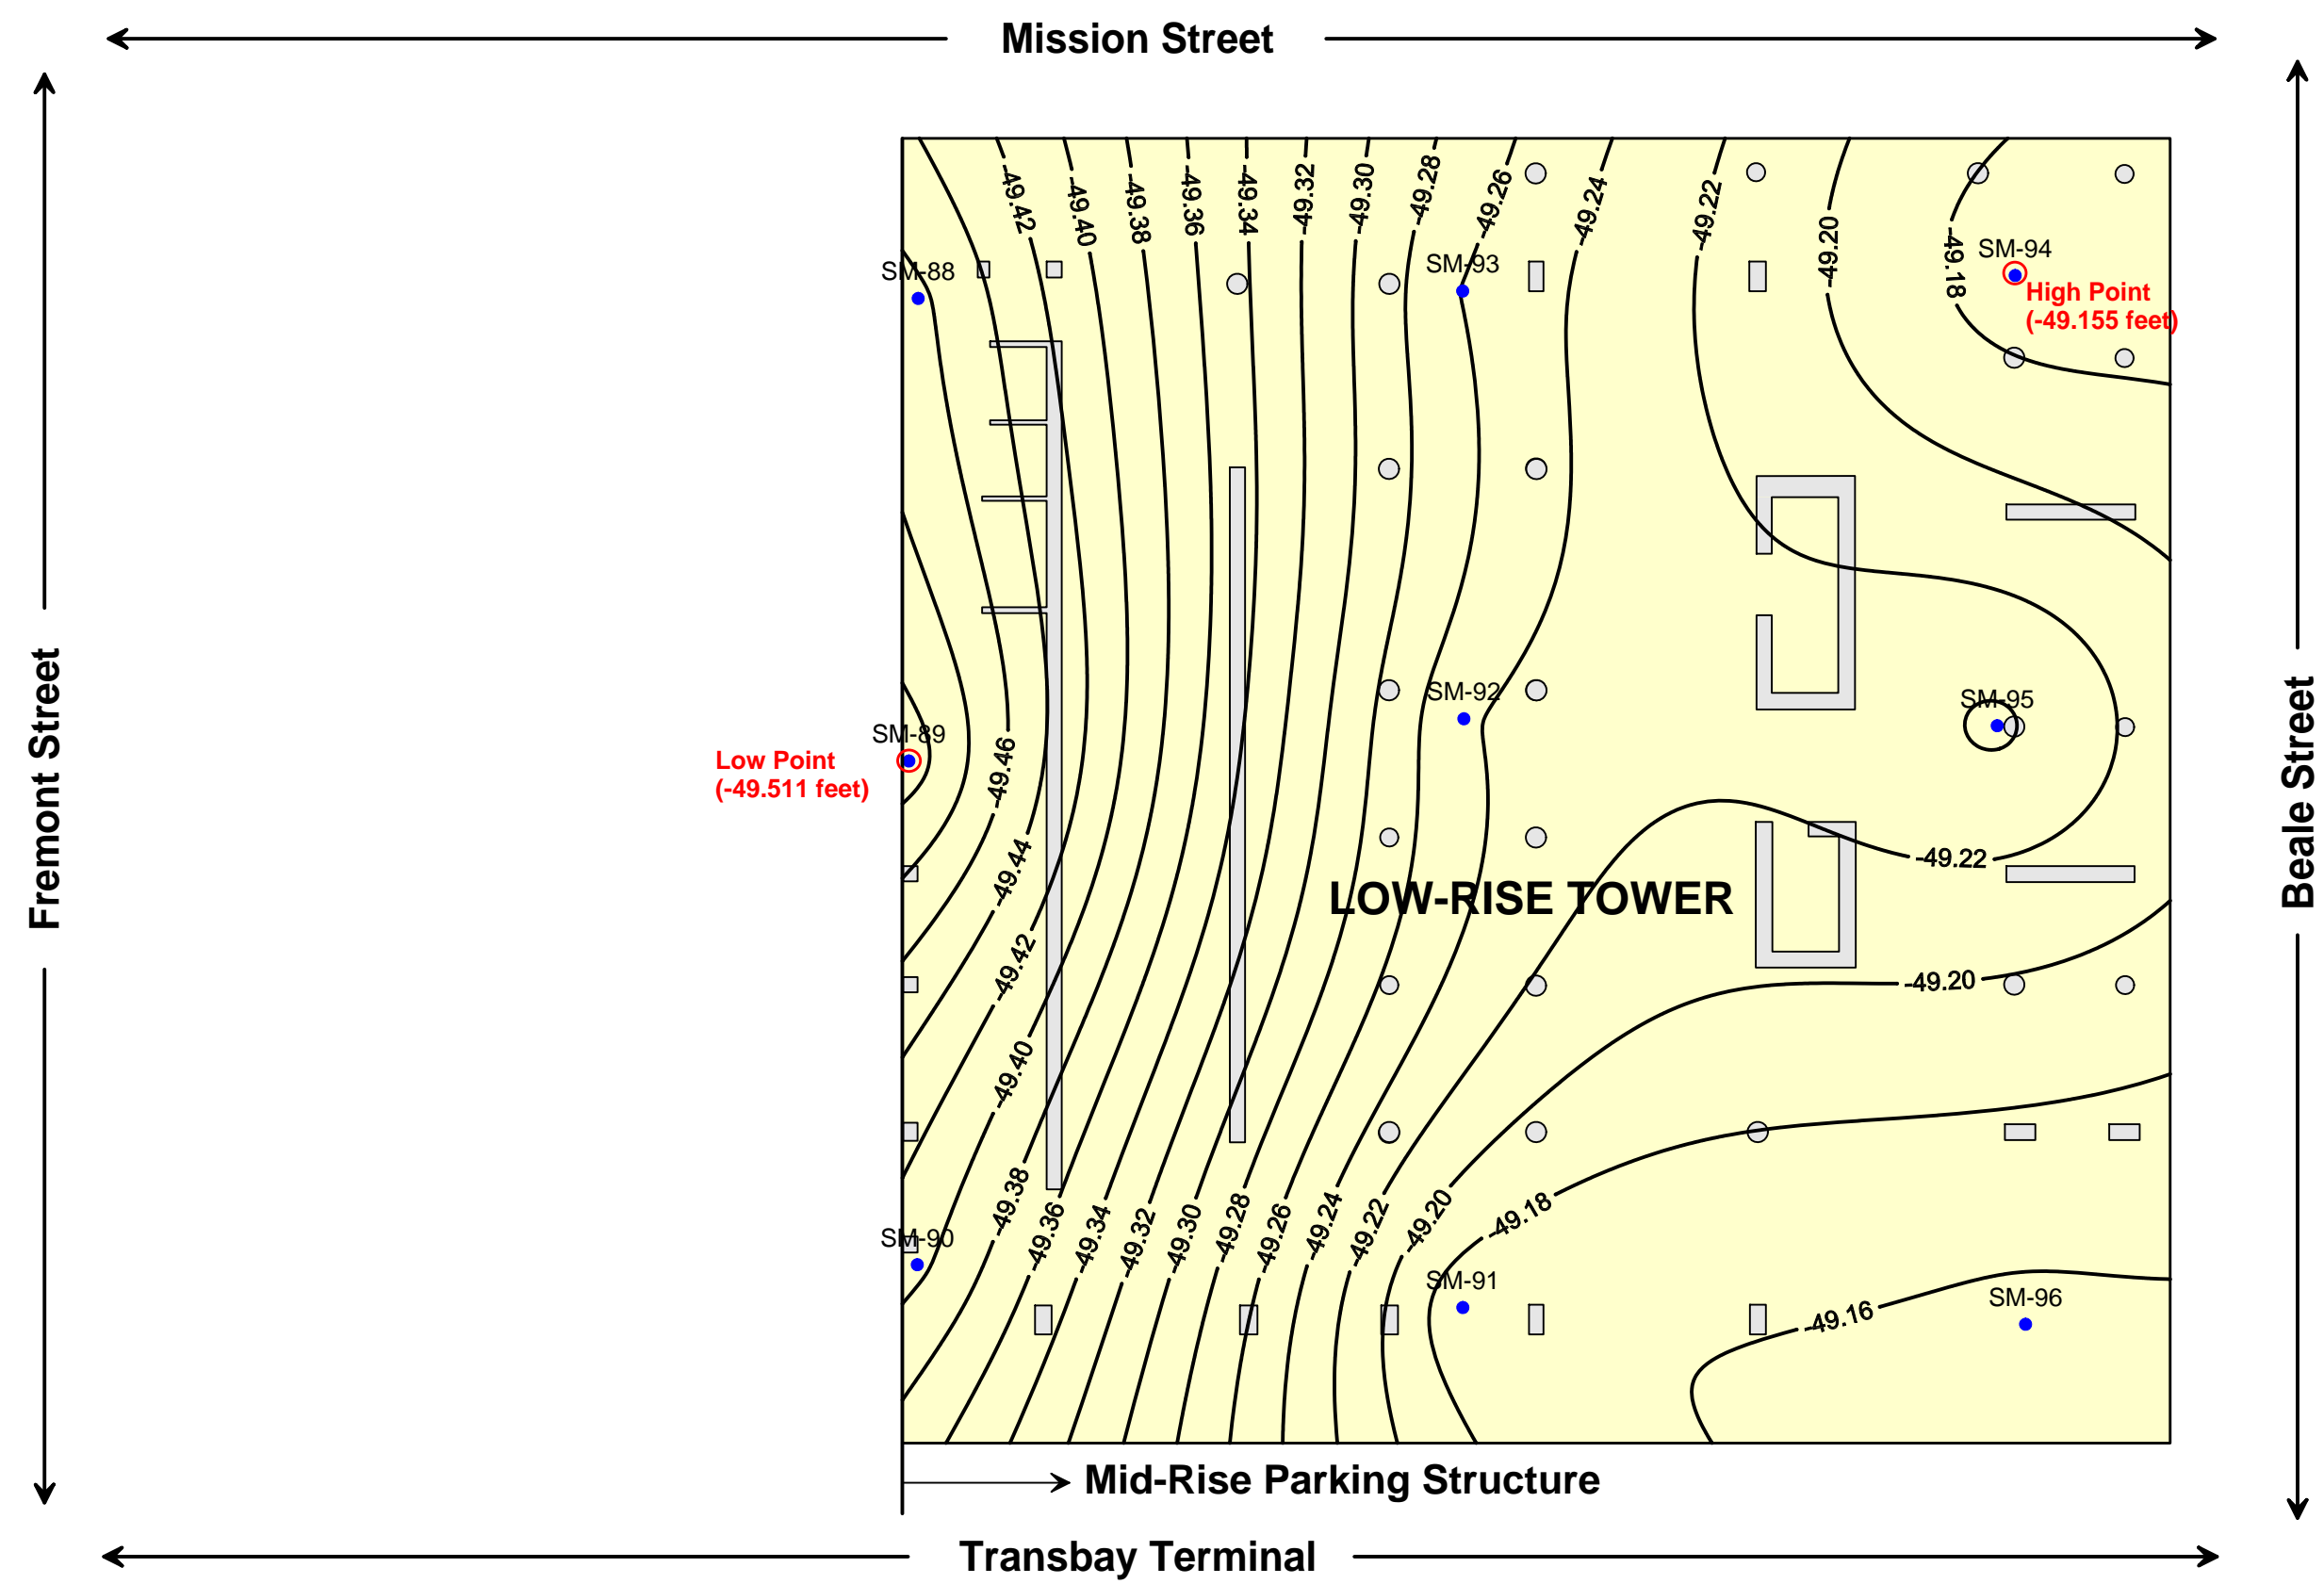 Mission Street
Fremont Street
Beale Street
-49.42
-49.40
-49.38
-49.36
-49.34
-49.32
-49.30
-49.28
-49.26
-49.24
-49.22
-49.20
-49.18
SM-88
SM-93
SM-94
High Point
(-49.155 feet)
SM-89
Low Point
(-49.511 feet)
SM-92
SM-95
-49.46
-49.44
-49.42
-49.40
-49.38
-49.22
LOW-RISE TOWER
-49.20
SM-90
-49.36
-49.34
-49.32
-49.30
-49.28
-49.26
-49.24
-49.22
-49.20
-49.18
SM-91
-49.16
SM-96
Mid-Rise Parking Structure
Transbay Terminal